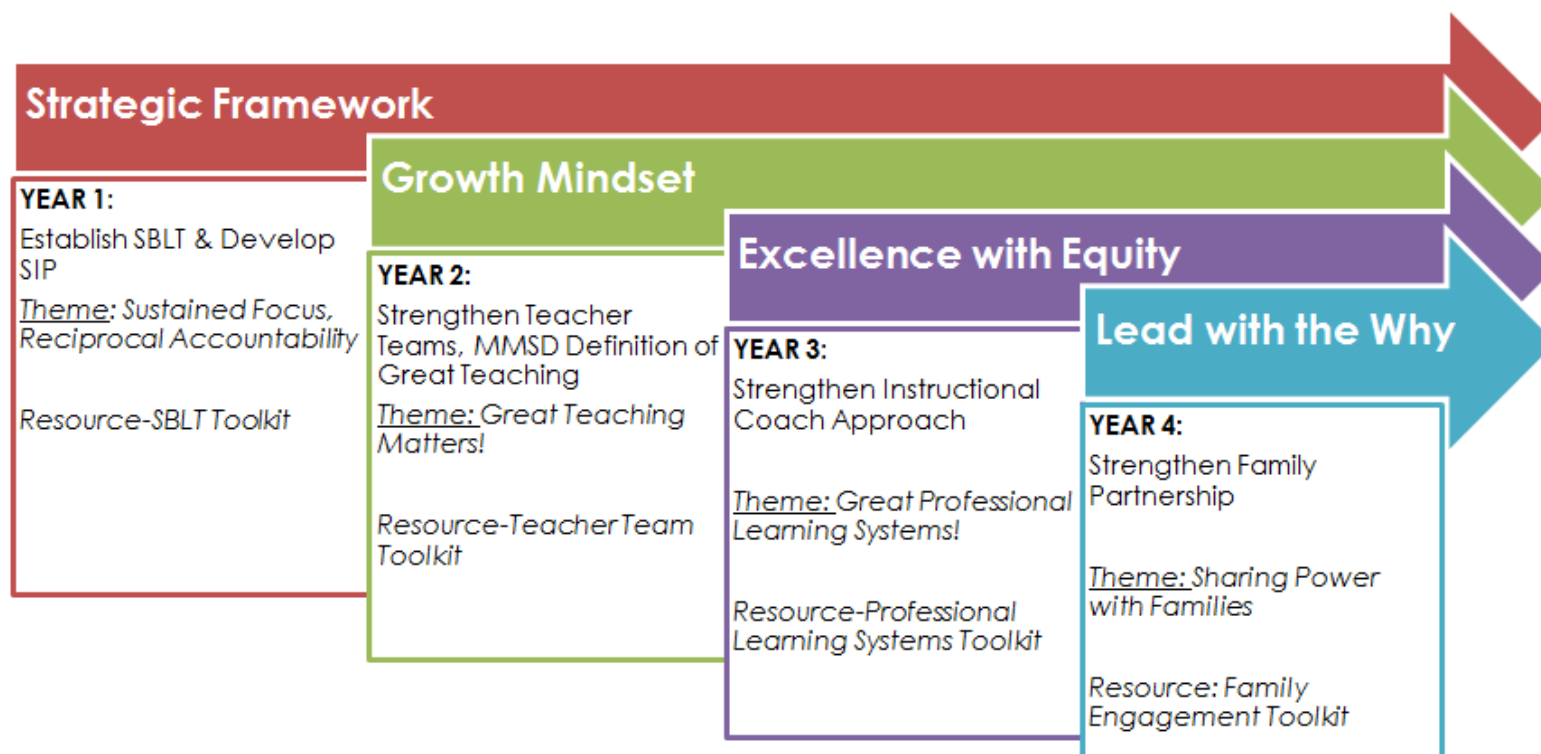 Strategic Framework
YEAR 1:
Establish SBLT & Develop
SIP
Theme: Sustained Focus,
Reciprocal Accountability
Resource-SBLT Toolkit
Growth Mindset
YEAR 2:
Strengthen Teacher
Teams, MMSD Definition of
Great Teaching
Theme: Great Teaching
Matters!
Resource-Teacher Team
Toolkit
Excellence with Equity
YEAR 3:
Strengthen Instructional
Coach Approach
Theme: Great Professional
Learning Systems!
Resource-Professional
Learning Systems Toolkit
Lead with the Why
YEAR 4:
Strengthen Family
Partnership
Theme: Sharing Power
with Families
Resource: Family
Engagement Toolkit